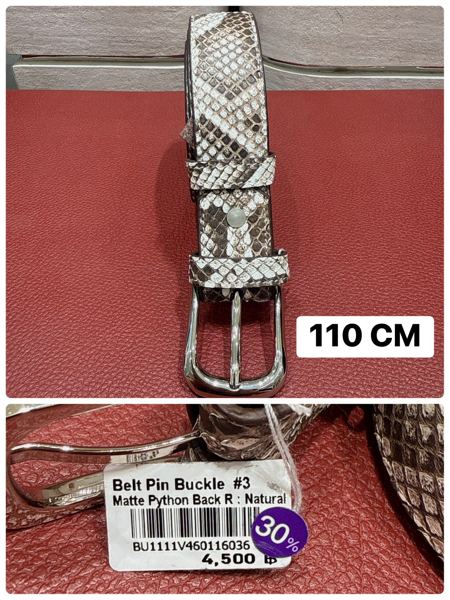 110 CM
Belt Pin Buckle #3
Matte Python Back R : Natural
BU1111V460116036
30%
4,500 ฿